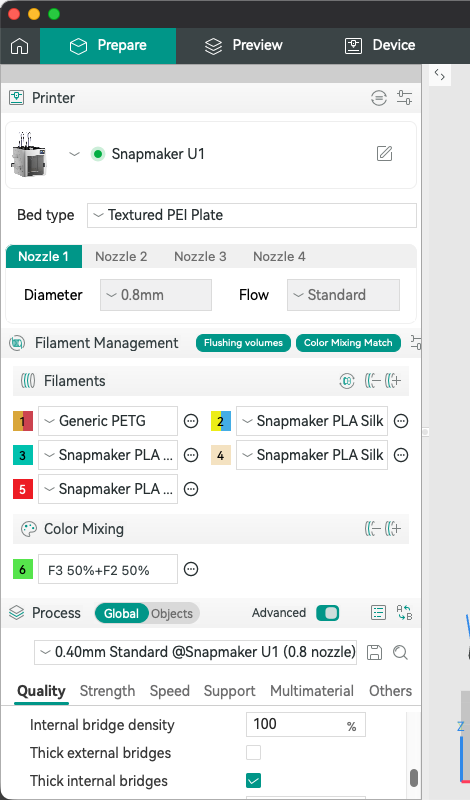 Prepare Preview Device
Printer
Snapmaker U1
Bed type Textured PEI Plate
Nozzle 1 Nozzle 2 Nozzle 3 Nozzle 4
Diameter 0.8mm Flow Standard
Filament Management Flushing volumes Color Mixing Match
Filaments
1 Generic PETG 2 Snapmaker PLA Silk
3 Snapmaker PLA ... 4 Snapmaker PLA Silk
5 Snapmaker PLA ...
Color Mixing
6 F3 50%+F2 50%
Process Global Objects Advanced
0.40mm Standard @Snapmaker U1 (0.8 nozzle)
Quality Strength Speed Support Multimaterial Others
Internal bridge density 100 %
Thick external bridges
Thick internal bridges
Z